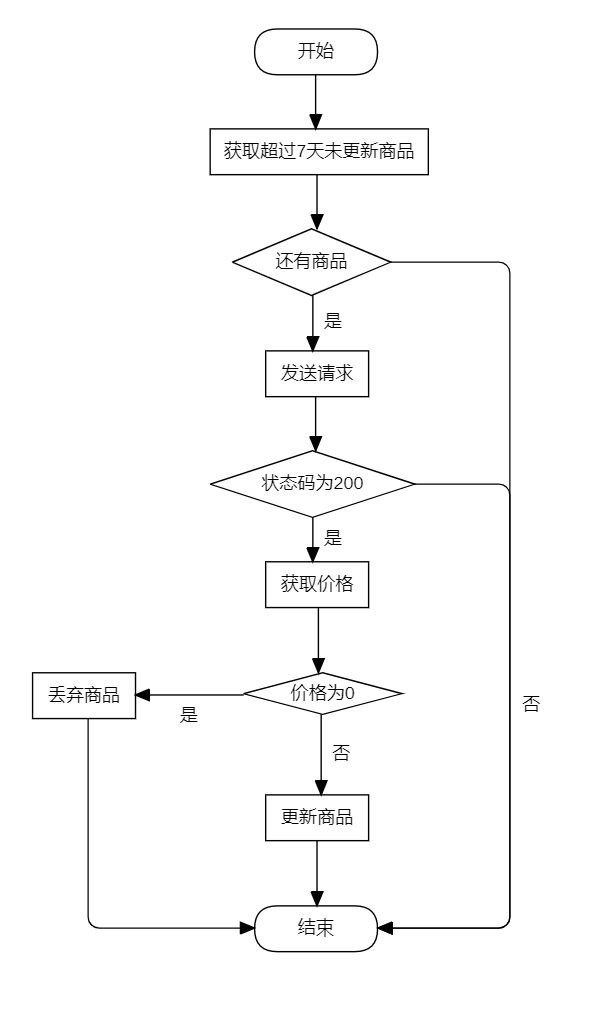 开始
获取超过7天未更新商品
还有商品
是
发送请求
状态码为200
是
获取价格
价格为0
丢弃商品
是
否
否
更新商品
结束